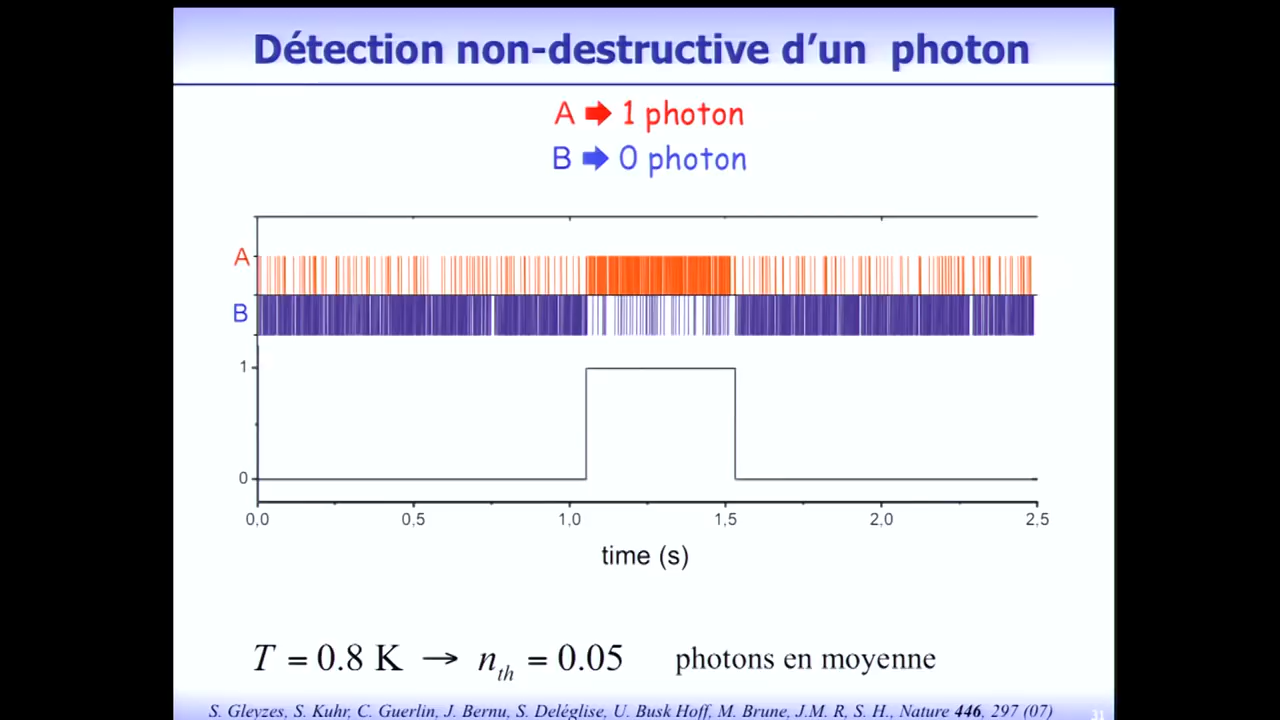 Détection non-destructive d’un photon
A ➡ 1 photon
B ➡ 0 photon
A
B
1
0
0,0 0,5 1,0 1,5 2,0 2,5
time (s)
T = 0.8 K → n_th = 0.05 photons en moyenne
S. Gleyzes, S. Kuhr, C. Guerlin, J. Bernu, S. Deléglise, U. Busk Hoff, M. Brune, J.M. R, S. H., Nature 446, 297 (07)
31